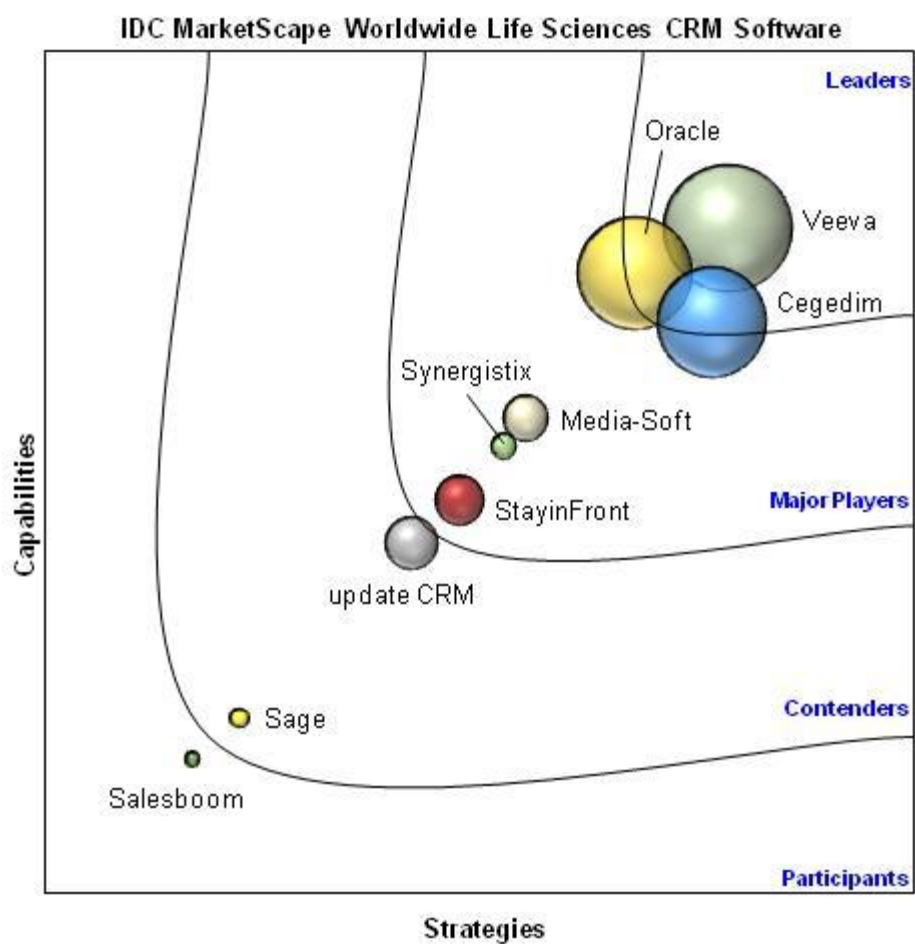 IDC MarketScape Worldwide Life Sciences CRM Software
Leaders
Oracle
Veeva
Cegedim
Synergistix
Media-Soft
Capabilities
StayinFront
Major Players
update CRM
Sage
Contenders
Salesboom
Participants
Strategies